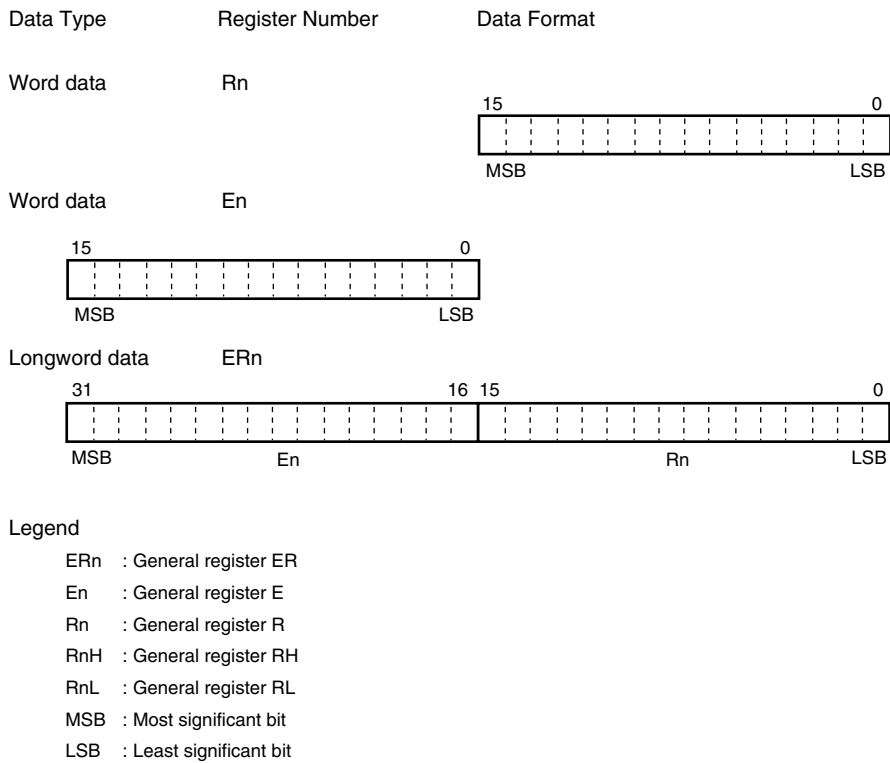 Data Type Register Number Data Format
Word data Rn
15 0
MSB LSB
Word data En
15 0
MSB LSB
Longword data ERn
31 16 15 0
MSB En Rn LSB
Legend
ERn : General register ER
En : General register E
Rn : General register R
RnH : General register RH
RnL : General register RL
MSB : Most significant bit
LSB : Least significant bit